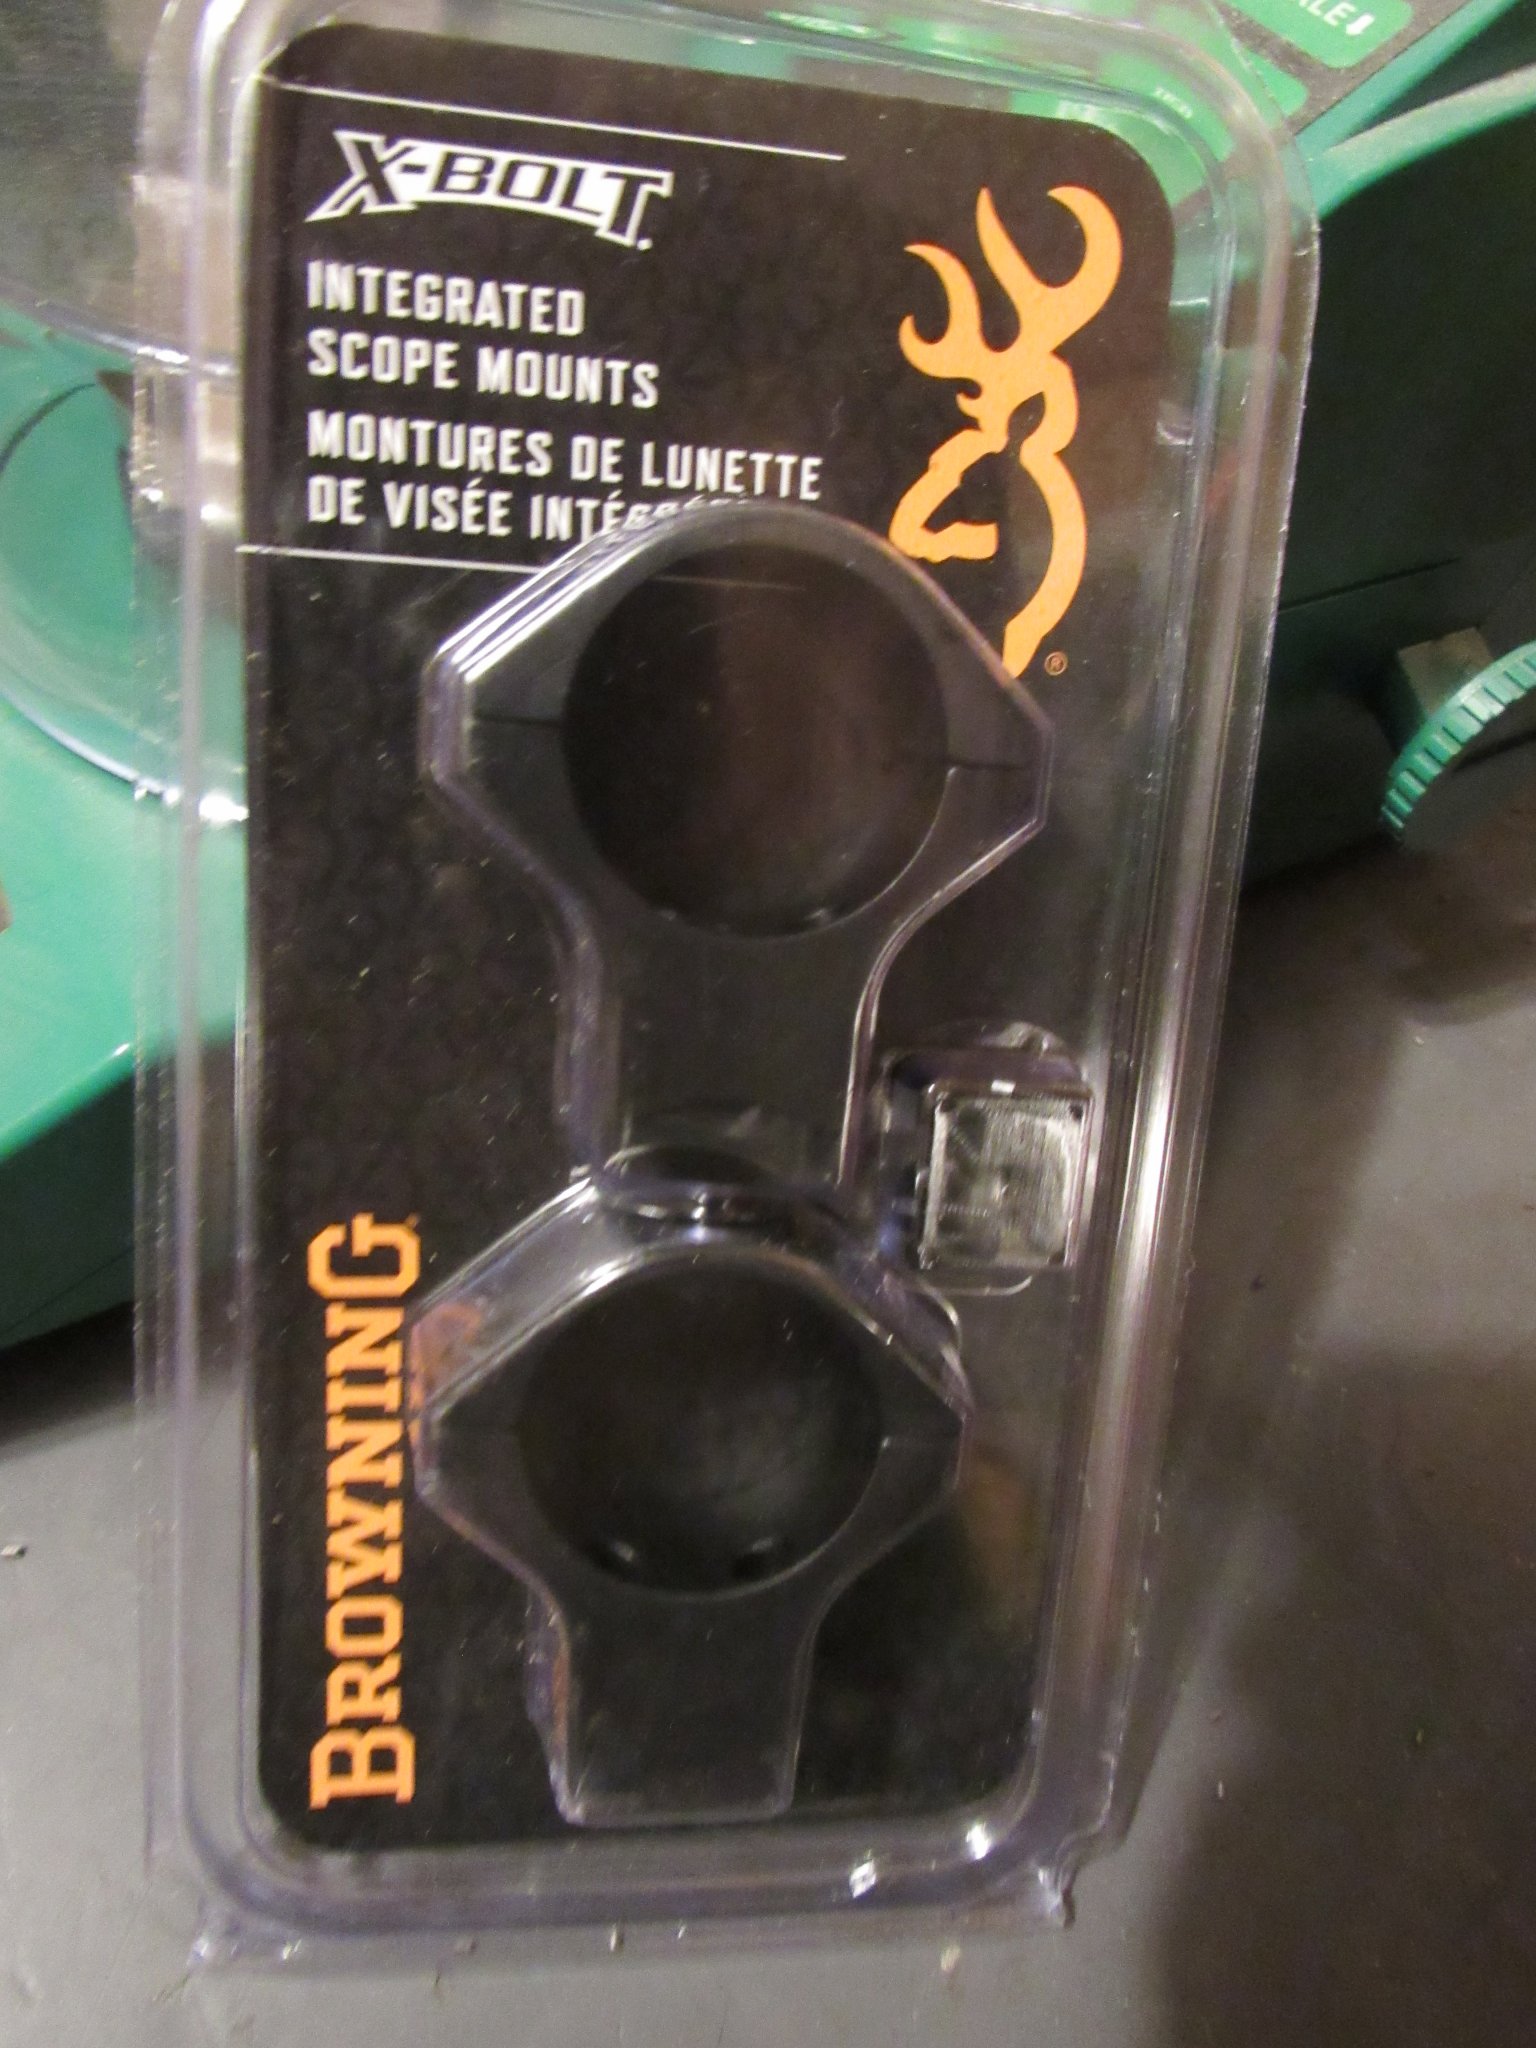 X-BOLT.
INTEGRATED
SCOPE MOUNTS
MONTURES DE LUNETTE
DE VISÉE
®
BROWNING